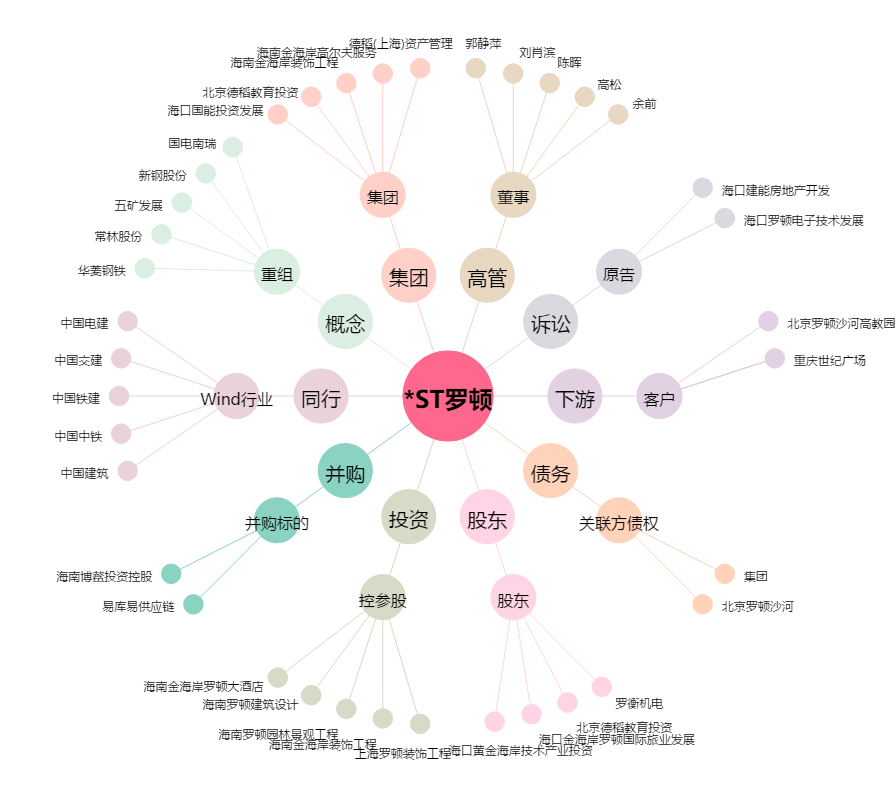 德稻(上海)资产管理
郭静萍
海南金海岸高尔夫服务
刘肖滨
海南金海岸装饰工程
陈晖
北京德稻教育投资
高松
海口国能投资发展
余前
国电南瑞
新钢股份
集团
董事
海口建能房地产开发
五矿发展
海口罗顿电子技术发展
常林股份
华菱钢铁
重组
集团
高管
原告
中国电建
概念
诉讼
北京罗顿沙河高教园
中国交建
重庆世纪广场
中国铁建
Wind行业
同行
*ST罗顿
下游
客户
中国中铁
中国建筑
并购
债务
并购标的
投资
股东
关联方债权
海南博螯投资控股
集团
易库易供应链
控参股
股东
北京罗顿沙河
海南金海岸罗顿大酒店
海南罗顿建筑设计
罗衡机电
海南罗顿园林景观工程
北京德稻教育投资
海南金海岸装饰工程
海口金海岸罗顿国际旅业发展
上海罗顿装饰工程
海口黄金海岸技术产业投资